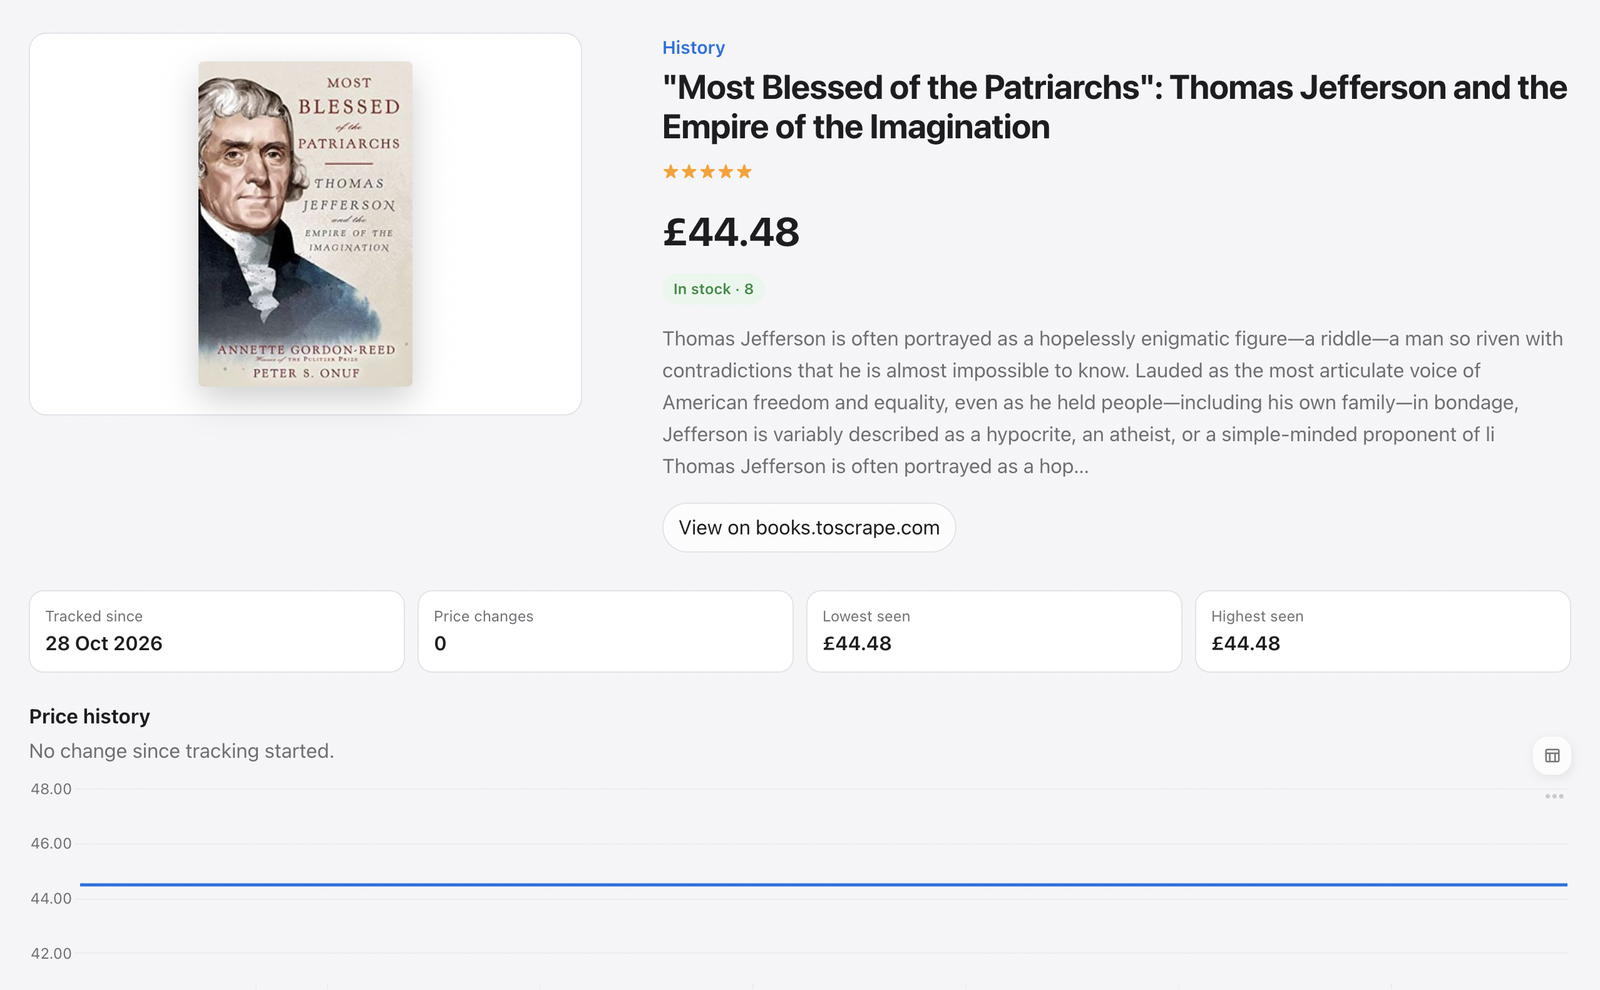 MOST
BLESSED
of the
PATRIARCHS
THOMAS
JEFFERSON
and the
EMPIRE OF THE
IMAGINATION
ANNETTE GORDON-REED
Winner of THE PULITZER PRIZE
PETER S. ONUF
History
"Most Blessed of the Patriarchs": Thomas Jefferson and the
Empire of the Imagination
£44.48
In stock · 8
Thomas Jefferson is often portrayed as a hopelessly enigmatic figure—a riddle—a man so riven with
contradictions that he is almost impossible to know. Lauded as the most articulate voice of
American freedom and equality, even as he held people—including his own family—in bondage,
Jefferson is variably described as a hypocrite, an atheist, or a simple-minded proponent of li
Thomas Jefferson is often portrayed as a hop...
View on books.toscrape.com
Tracked since
28 Oct 2026
Price changes
0
Lowest seen
£44.48
Highest seen
£44.48
Price history
No change since tracking started.
48.00
46.00
44.00
42.00